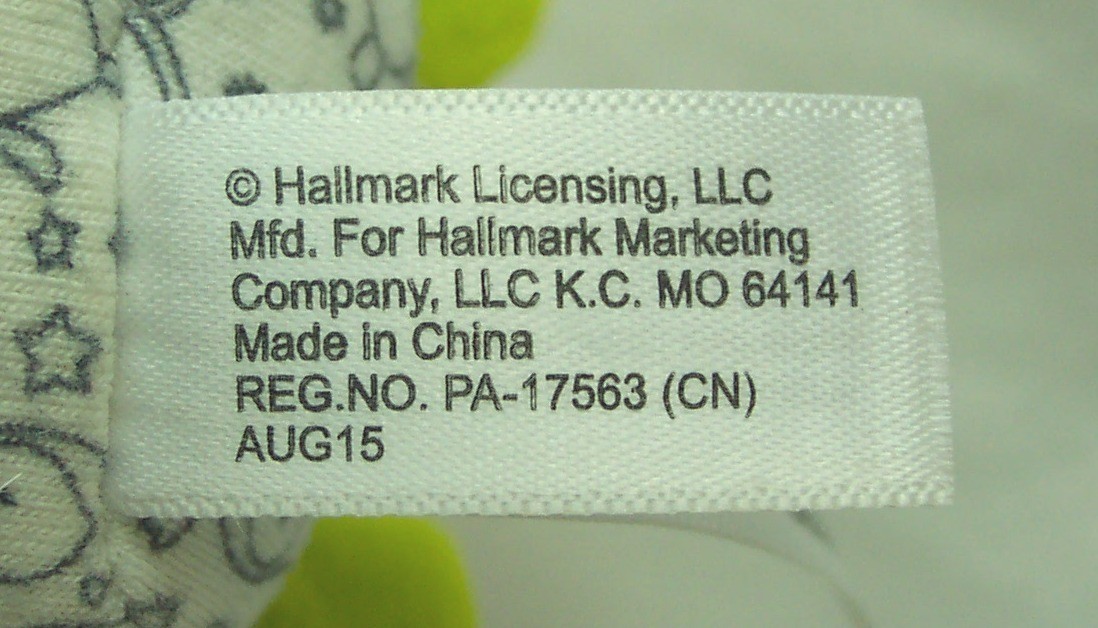 © Hallmark Licensing, LLC
Mfd. For Hallmark Marketing
Company, LLC K.C. MO 64141
Made in China
REG.NO. PA-17563 (CN)
AUG15